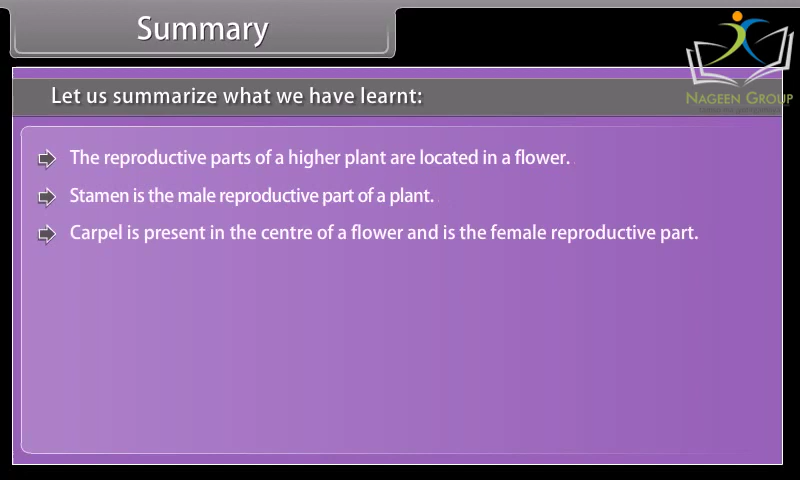 Summary
NAGEEN GROUP
Let us summarize what we have learnt:
The reproductive parts of a higher plant are located in a flower.
Stamen is the male reproductive part of a plant.
Carpel is present in the centre of a flower and is the female reproductive part.